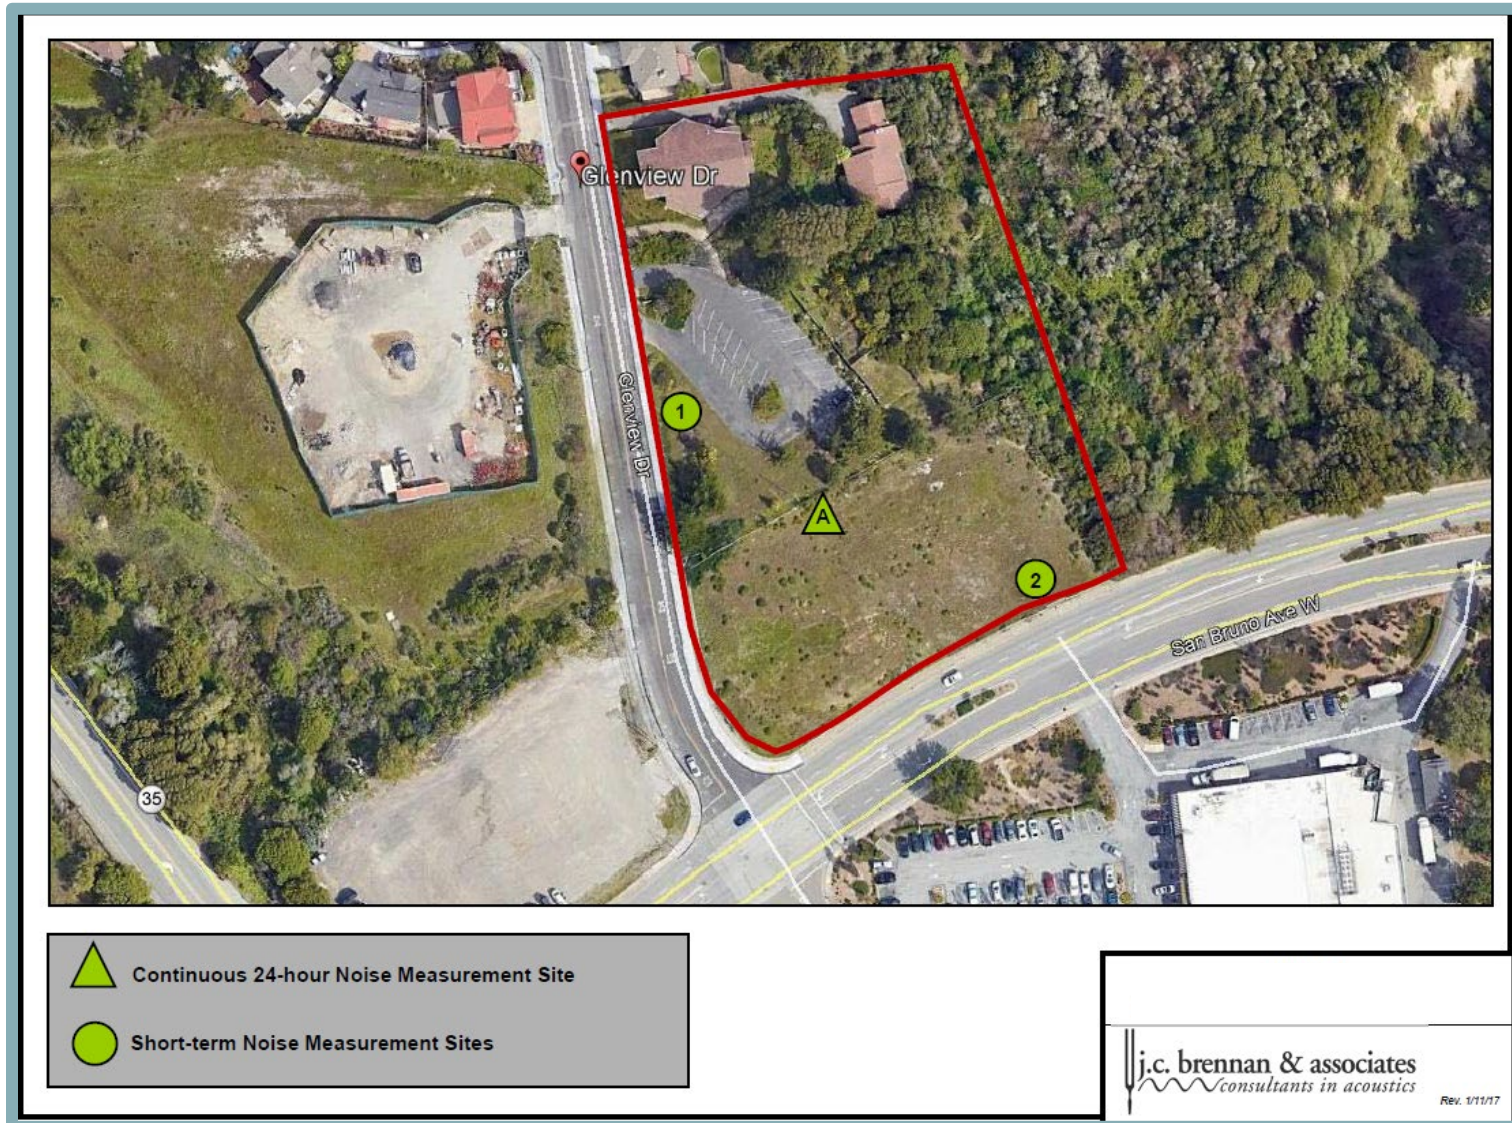 Glenview Dr
Glenview Dr
1
A
2
San Bruno Ave W
35
Continuous 24-hour Noise Measurement Site
Short-term Noise Measurement Sites
j.c. brennan & associates
consultants in acoustics
Rev. 1/11/17